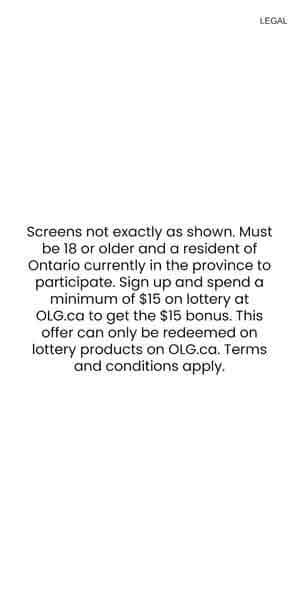 LEGAL
Screens not exactly as shown. Must
be 18 or older and a resident of
Ontario currently in the province to
participate. Sign up and spend a
minimum of $15 on lottery at
OLG.ca to get the $15 bonus. This
offer can only be redeemed on
lottery products on OLG.ca. Terms
and conditions apply.